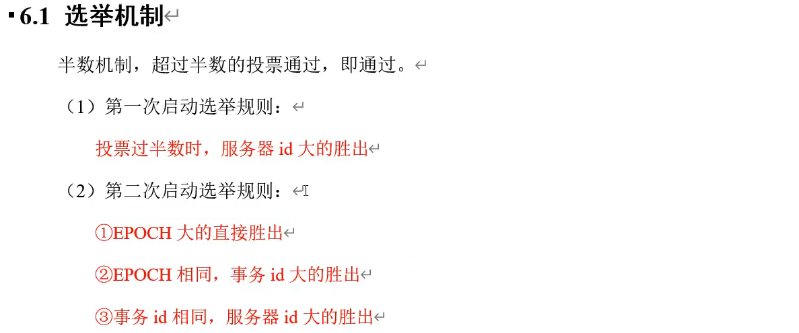 6.1 选举机制
半数机制，超过半数的投票通过，即通过。
（1）第一次启动选举规则：
投票过半数时，服务器 id 大的胜出
（2）第二次启动选举规则：
①EPOCH 大的直接胜出
②EPOCH 相同，事务 id 大的胜出
③事务 id 相同，服务器 id 大的胜出